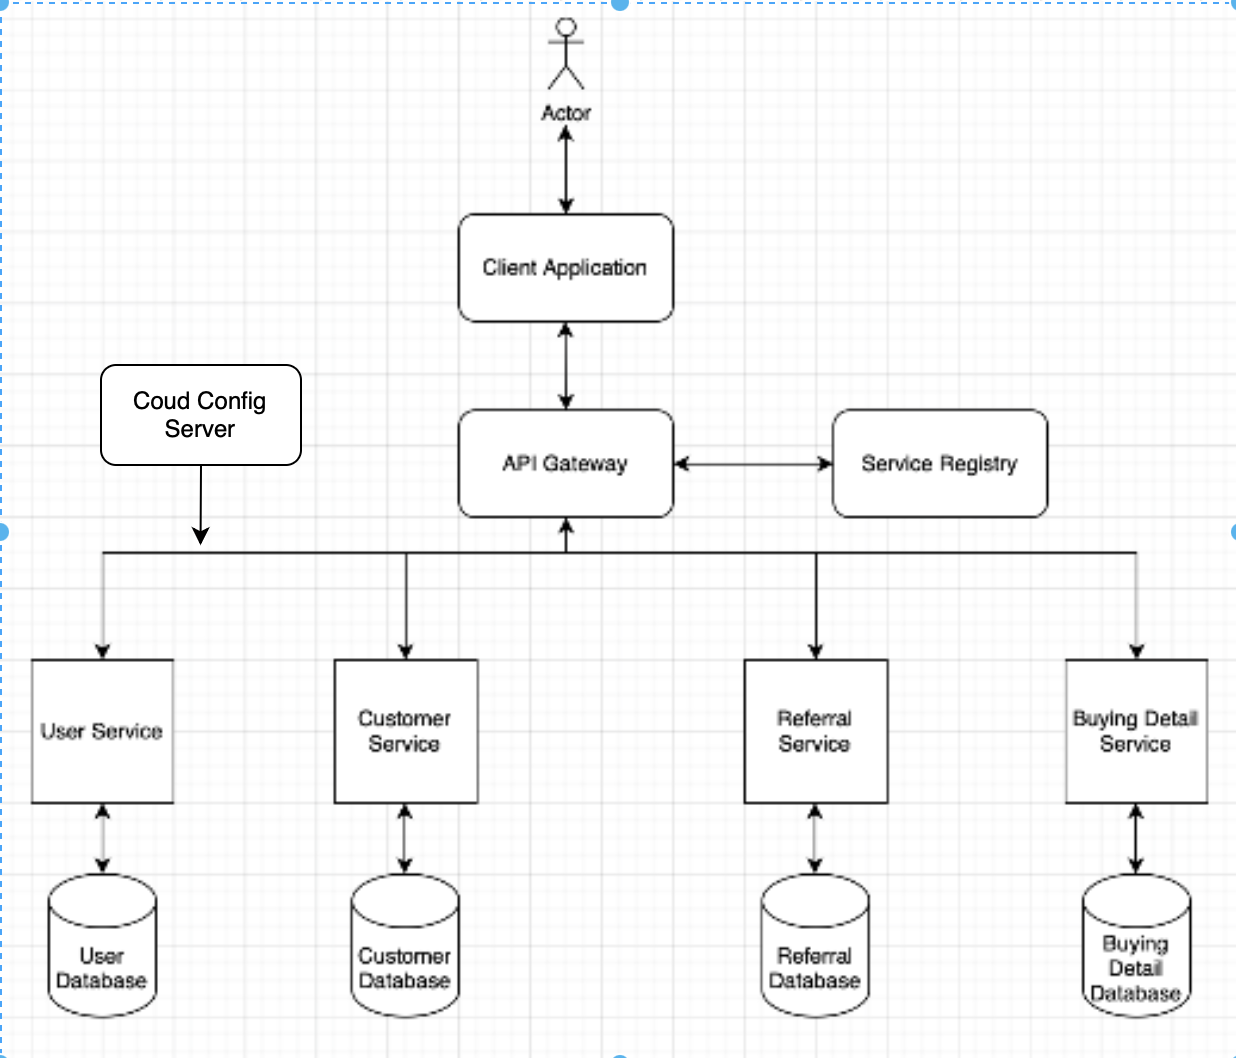 Actor
Client Application
Coud Config
Server
API Gateway
Service Registry
User Service
Customer
Service
Referral
Service
Buying Detail
Service
User
Database
Customer
Database
Referral
Database
Buying
Detail
Database